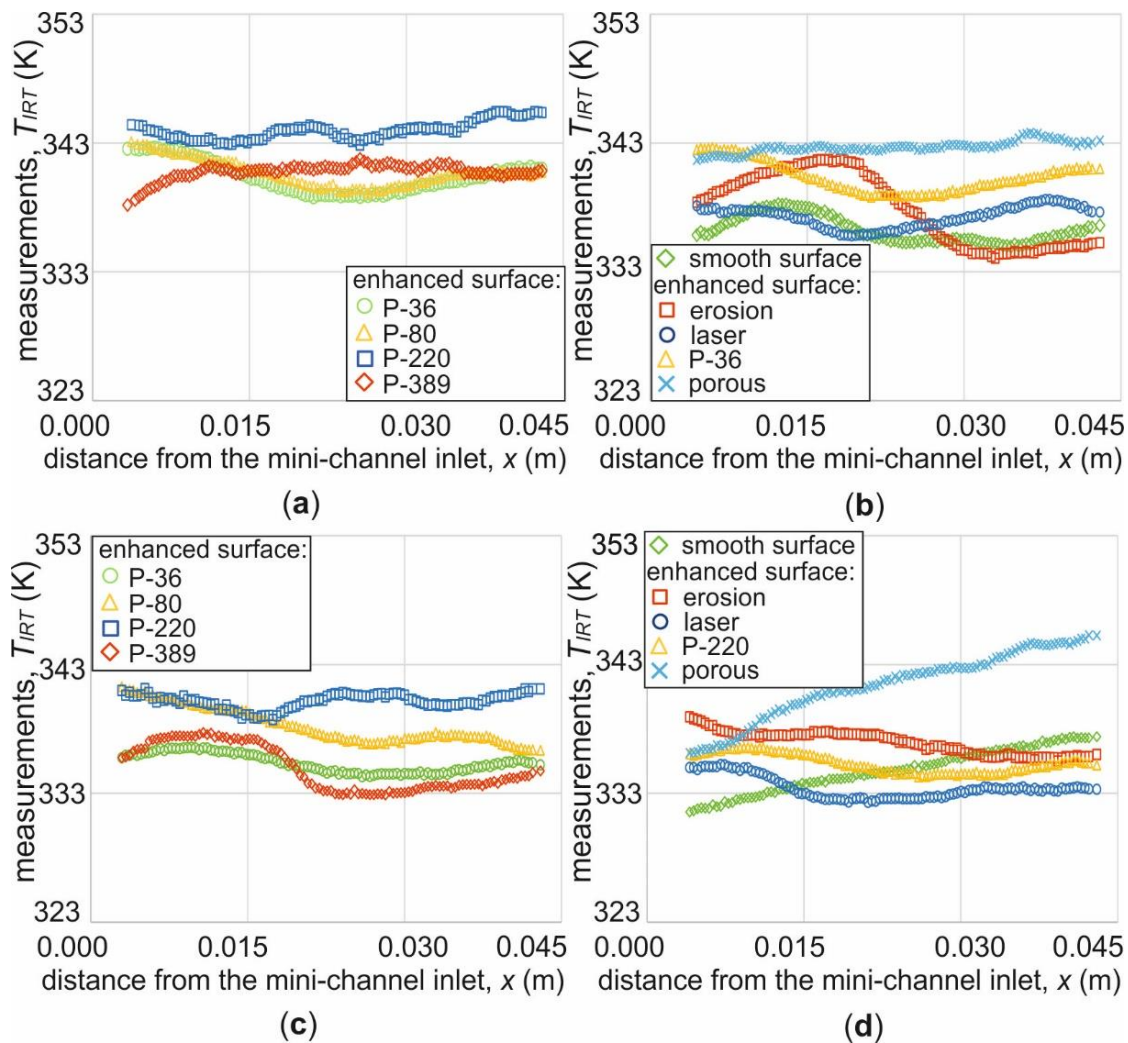 353
343
333
323
measurements, TIRT (K)
enhanced surface:
P-36
P-80
P-220
P-389
0.000 0.015 0.030 0.045
distance from the mini-channel inlet, x (m)
(a)
353
343
333
323
measurements, TIRT (K)
smooth surface
enhanced surface:
erosion
laser
P-36
porous
0.000 0.015 0.030 0.045
distance from the mini-channel inlet, x (m)
(b)
353
343
333
323
measurements, TIRT (K)
enhanced surface:
P-36
P-80
P-220
P-389
0.000 0.015 0.030 0.045
distance from the mini-channel inlet, x (m)
(c)
353
343
333
323
measurements, TIRT (K)
smooth surface
enhanced surface:
erosion
laser
P-220
porous
0.000 0.015 0.030 0.045
distance from the mini-channel inlet, x (m)
(d)